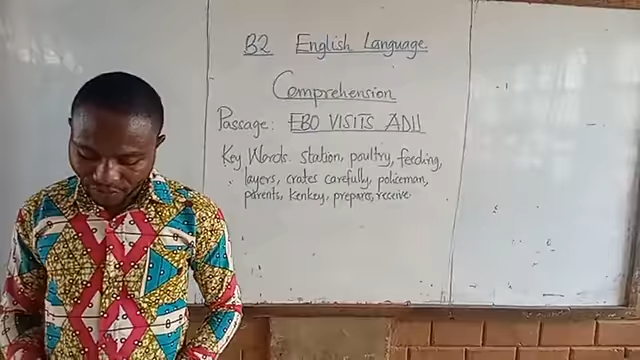 B2 English Language
Comprehension
Passage: EBO VISITS ADII
Key Words. station, poultry, feeding,
layers, crates carefully, policeman,
parents, kenkey, prepare, receive.